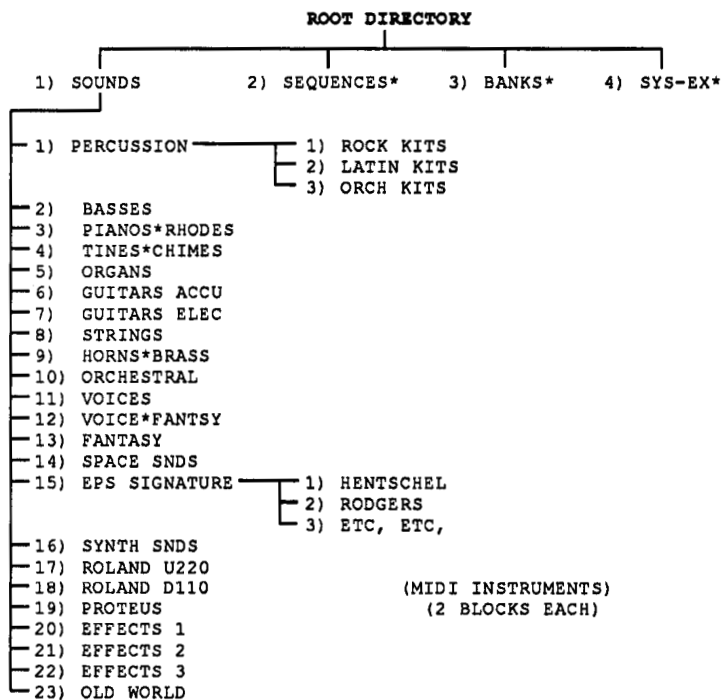 ROOT DIRECTORY
1) SOUNDS 2) SEQUENCES* 3) BANKS* 4) SYS-EX*
1) PERCUSSION 1) ROCK KITS
2) LATIN KITS
3) ORCH KITS
2) BASSES
3) PIANOS*RHODES
4) TINES*CHIMES
5) ORGANS
6) GUITARS ACCU
7) GUITARS ELEC
8) STRINGS
9) HORNS*BRASS
10) ORCHESTRAL
11) VOICES
12) VOICE*FANTSY
13) FANTASY
14) SPACE SNDS
15) EPS SIGNATURE 1) HENTSCHEL
2) RODGERS
3) ETC, ETC,
16) SYNTH SNDS
17) ROLAND U220
18) ROLAND D110 (MIDI INSTRUMENTS)
19) PROTEUS (2 BLOCKS EACH)
20) EFFECTS 1
21) EFFECTS 2
22) EFFECTS 3
23) OLD WORLD